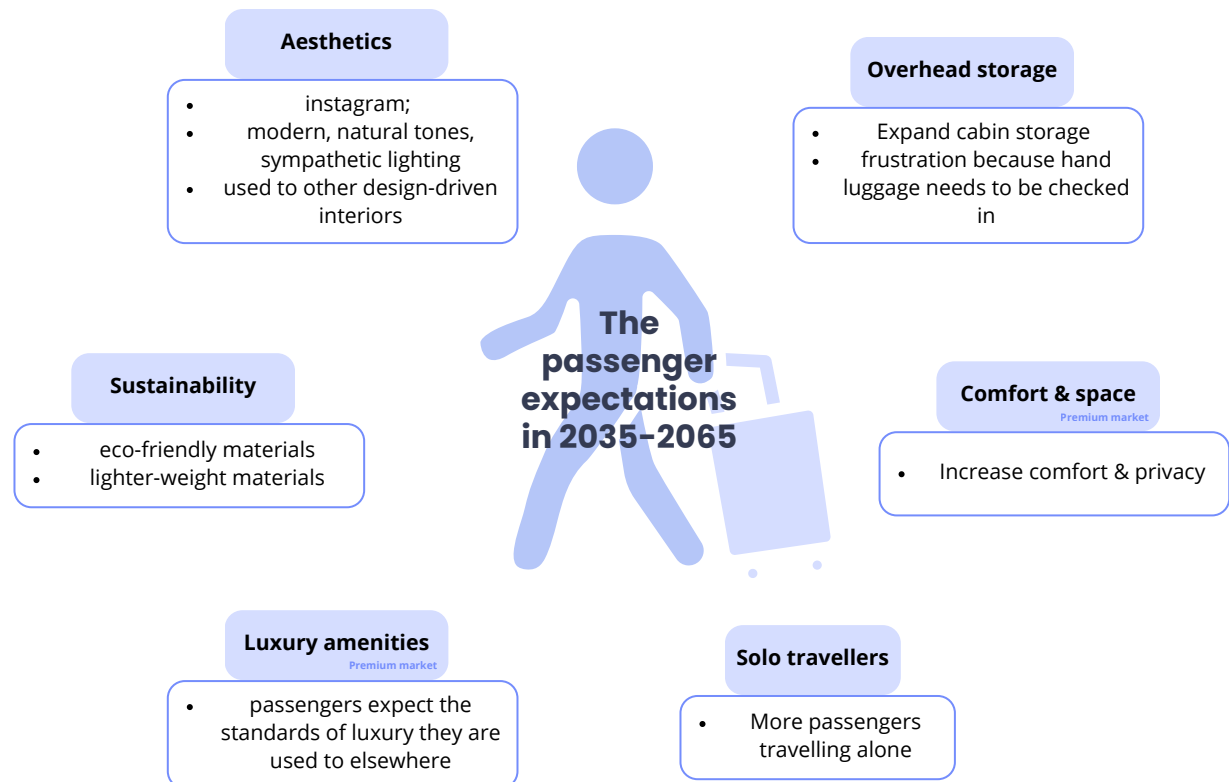 Aesthetics
• instagram;
• modern, natural tones,
sympathetic lighting
• used to other design-driven
interiors
Overhead storage
• Expand cabin storage
• frustration because hand
luggage needs to be checked
in
The
passenger
expectations
in 2035-2065
Sustainability
• eco-friendly materials
• lighter-weight materials
Comfort & space
Premium market
• Increase comfort & privacy
Luxury amenities
Premium market
• passengers expect the
standards of luxury they are
used to elsewhere
Solo travellers
• More passengers
travelling alone